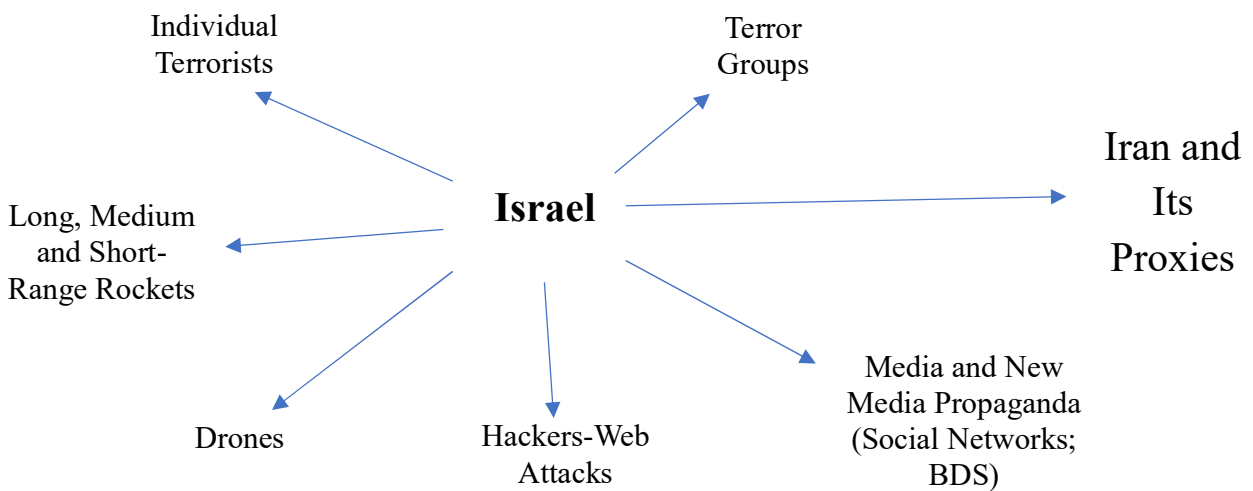 Individual
Terrorists
Terror
Groups
Iran and
Its
Proxies
Israel
Long, Medium
and Short-
Range Rockets
Drones
Hackers-Web
Attacks
Media and New
Media Propaganda
(Social Networks;
BDS)